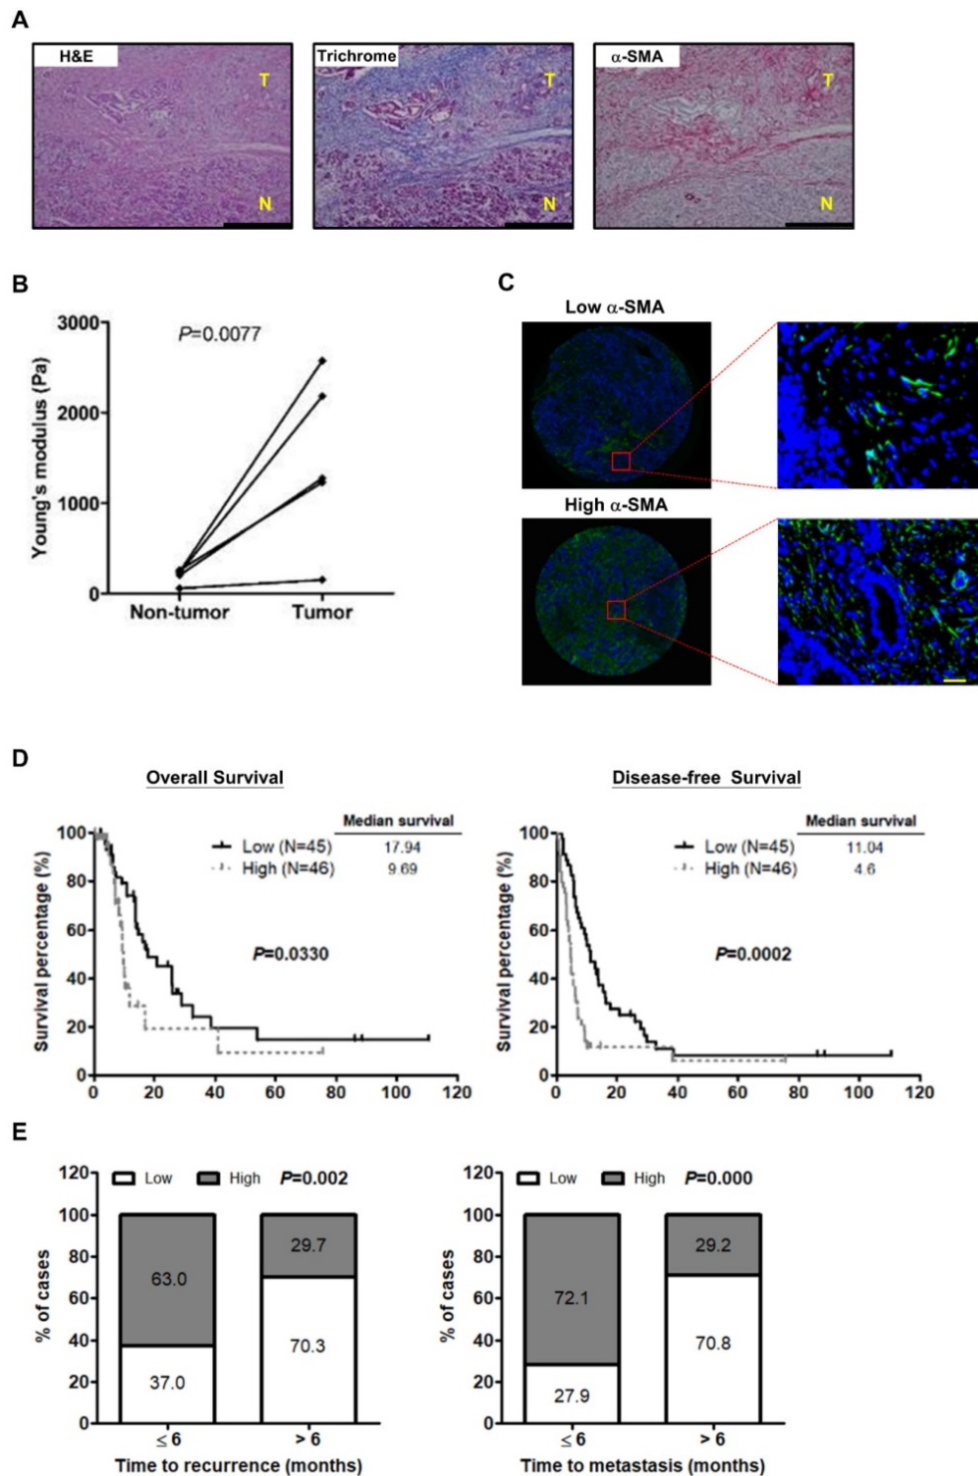 A
H&E
Trichrome
α-SMA
T
T
T
N
N
N
B
C
Low α-SMA
3000
P=0.0077
2000
1000
0
Young's modulus (Pa)
Non-tumor
Tumor
High α-SMA
D
Overall Survival
Disease-free Survival
Median survival
Low (N=45) 17.94
High (N=46) 9.69
P=0.0330
100
80
60
40
20
0
Survival percentage (%)
0 20 40 60 80 100 120
Median survival
Low (N=45) 11.04
High (N=46) 4.6
P=0.0002
100
80
60
40
20
0
Survival percentage (%)
0 20 40 60 80 100 120
E
Low High P=0.002
120
100
80
60
40
20
0
% of cases
63.0
37.0
29.7
70.3
≤ 6
> 6
Time to recurrence (months)
Low High P=0.000
120
100
80
60
40
20
0
% of cases
72.1
27.9
29.2
70.8
≤ 6
> 6
Time to metastasis (months)